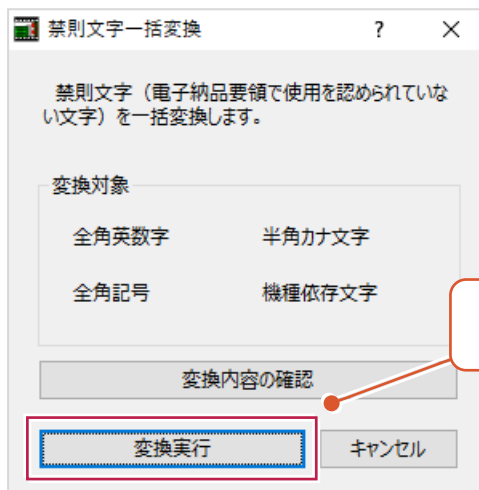 禁則文字一括変換 ? ×
禁則文字（電子納品要領で使用を認められていな
い文字）を一括変換します。
変換対象
全角英数字 半角カナ文字
全角記号 機種依存文字
変換内容の確認
変換実行 キャンセル